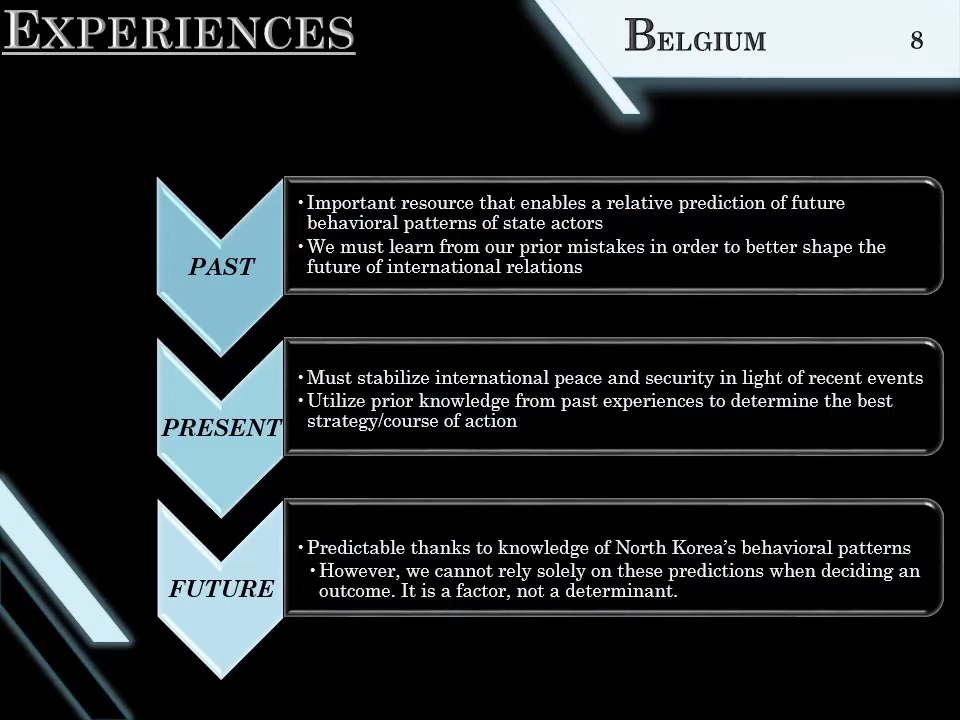 EXPERIENCES
BELGIUM
8
PAST
•Important resource that enables a relative prediction of future
behavioral patterns of state actors
•We must learn from our prior mistakes in order to better shape the
future of international relations
PRESENT
•Must stabilize international peace and security in light of recent events
•Utilize prior knowledge from past experiences to determine the best
strategy/course of action
FUTURE
•Predictable thanks to knowledge of North Korea’s behavioral patterns
•However, we cannot rely solely on these predictions when deciding an
outcome. It is a factor, not a determinant.